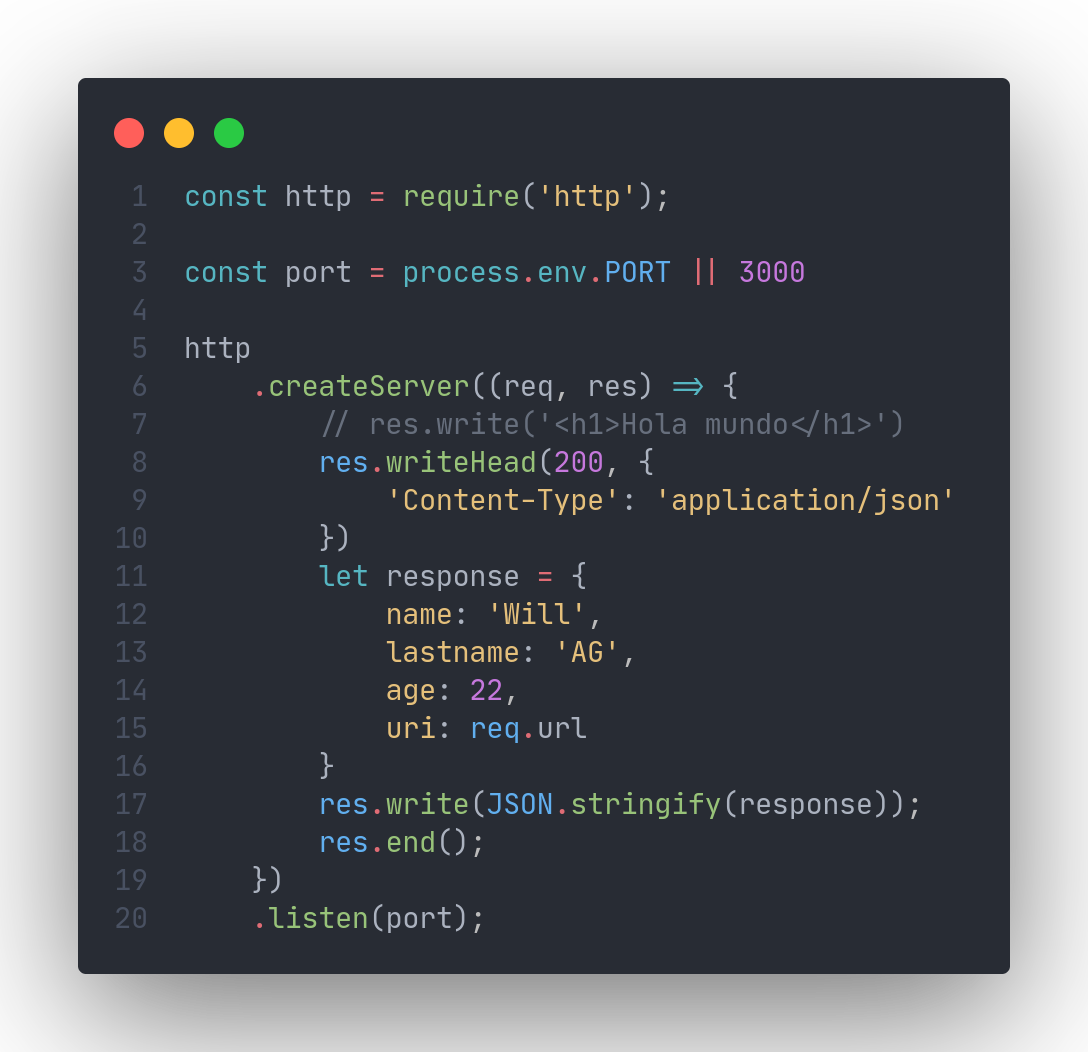 1 const http = require('http');
2
3 const port = process.env.PORT || 3000
4
5 http
6     .createServer((req, res) => {
7         // res.write('<h1>Hola mundo</h1>')
8         res.writeHead(200, {
9             'Content-Type': 'application/json'
10         })
11         let response = {
12             name: 'Will',
13             lastname: 'AG',
14             age: 22,
15             uri: req.url
16         }
17         res.write(JSON.stringify(response));
18         res.end();
19     })
20     .listen(port);